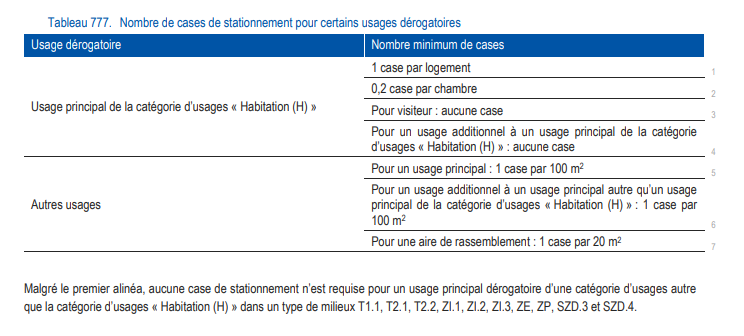 Tableau 777. Nombre de cases de stationnement pour certains usages dérogatoires
Usage dérogatoire
Nombre minimum de cases
Usage principal de la catégorie d'usages « Habitation (H) »
1 case par logement
1
0,2 case par chambre
2
Pour visiteur : aucune case
3
Pour un usage additionnel à un usage principal de la catégorie
d'usages « Habitation (H) » : aucune case
4
Autres usages
Pour un usage principal : 1 case par 100 m²
5
Pour un usage additionnel à un usage principal autre qu'un usage
principal de la catégorie d'usages « Habitation (H) » : 1 case par
100 m²
6
Pour une aire de rassemblement : 1 case par 20 m²
7
Malgré le premier alinéa, aucune case de stationnement n'est requise pour un usage principal dérogatoire d'une catégorie d'usages autre
que la catégorie d'usages « Habitation (H) » dans un type de milieux T1.1, T2.1, T2.2, ZI.1, ZI.2, ZI.3, ZE, ZP, SZD.3 et SZD.4.